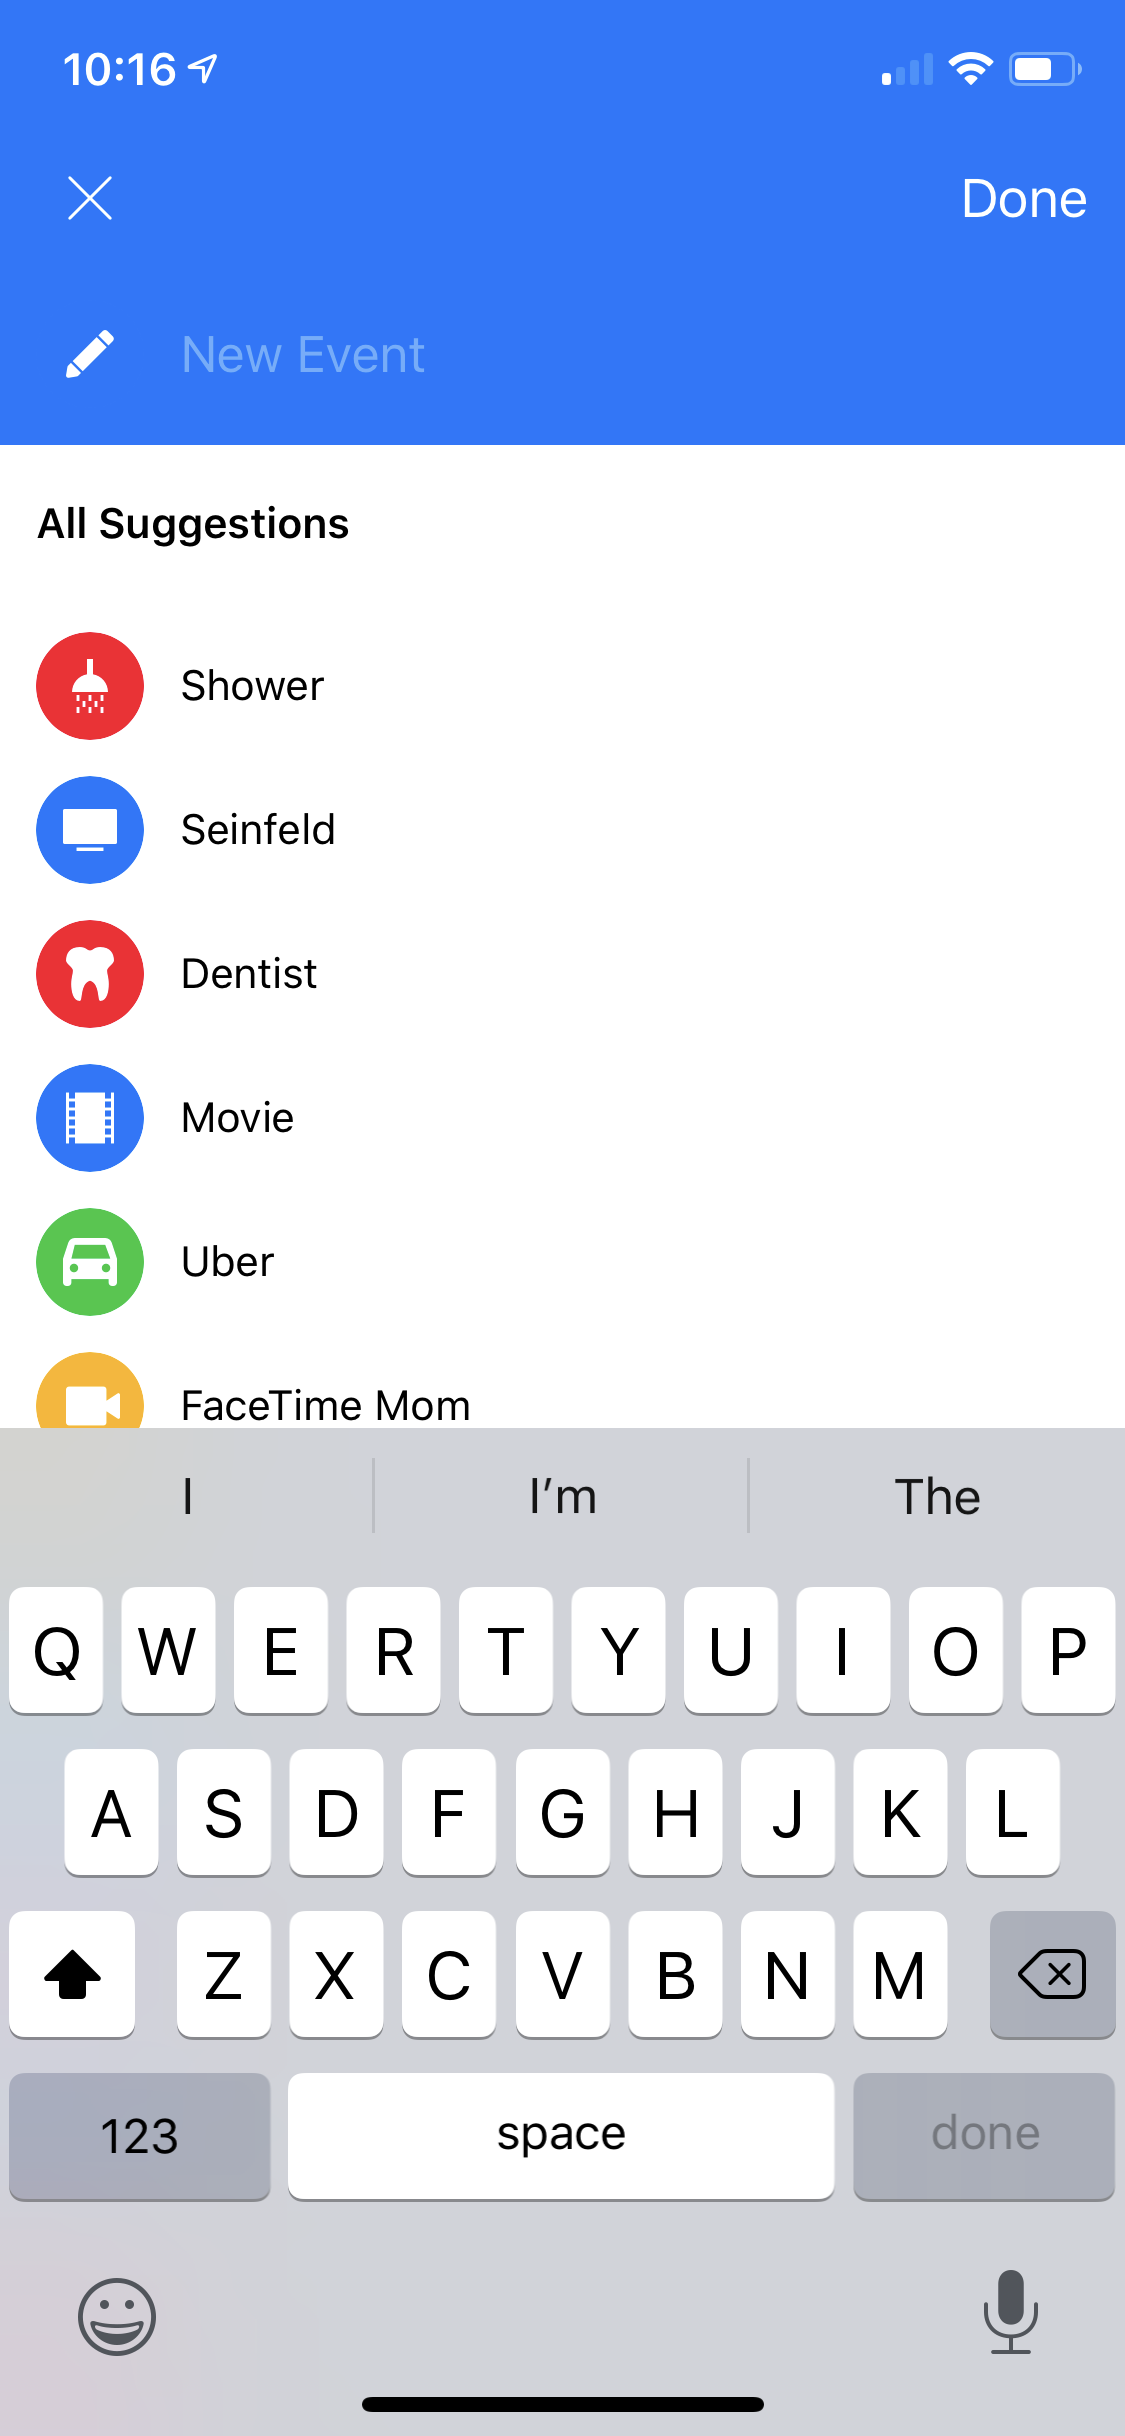 10:16
Done
New Event
All Suggestions
Shower
Seinfeld
Dentist
Movie
Uber
FaceTime Mom
I I’m The
Q W E R T Y U I O P
A S D F G H J K L
Z X C V B N M
123 space done